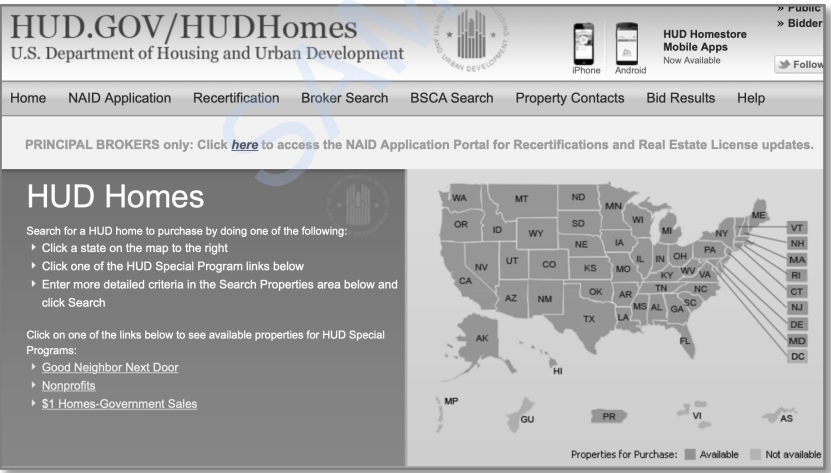 HUD.GOV/HUDHomes
U.S. Department of Housing and Urban Development
URBAN DEVELOPMENT
iPhone
Android
HUD Homestore
Mobile Apps
Now Available
» Public
» Bidder
Follow
Home NAID Application Recertification Broker Search BSCA Search Property Contacts Bid Results Help
PRINCIPAL BROKERS only: Click here to access the NAID Application Portal for Recertifications and Real Estate License updates.
HUD Homes
Search for a HUD home to purchase by doing one of the following:
Click a state on the map to the right
Click one of the HUD Special Program links below
Enter more detailed criteria in the Search Properties area below and
click Search
Click on one of the links below to see available properties for HUD Special
Programs:
Good Neighbor Next Door
Nonprofits
$1 Homes-Government Sales
WA MT ND MN ME
OR ID WY SD WI MI NY VT
NV UT CO NE IA IL IN OH PA NH
CA KS MO KY WV VA MA
AZ NM OK AR TN NC RI
TX LA MS AL GA SC CT
AK FL NJ
HI DE
MD
DC
MP GU PR VI AS
Properties for Purchase: Available Not available